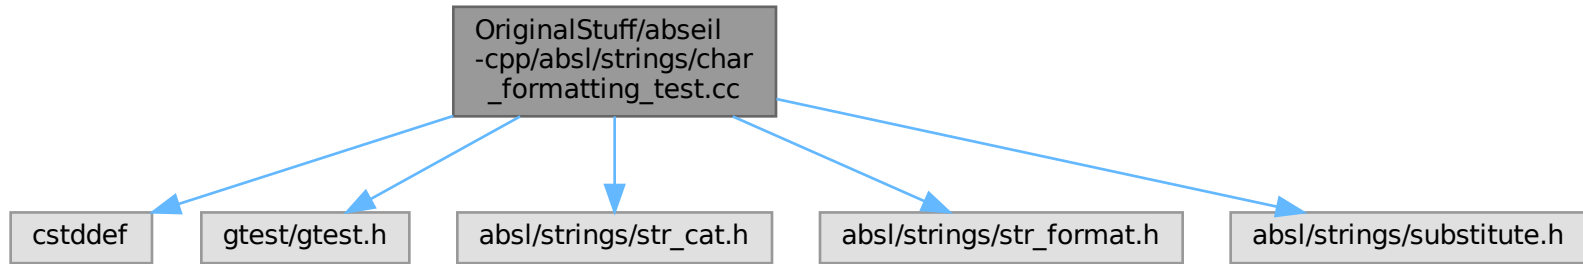 OriginalStuff/abseil
-cpp/absl/strings/char
_formatting_test.cc
cstddef
gtest/gtest.h
absl/strings/str_cat.h
absl/strings/str_format.h
absl/strings/substitute.h